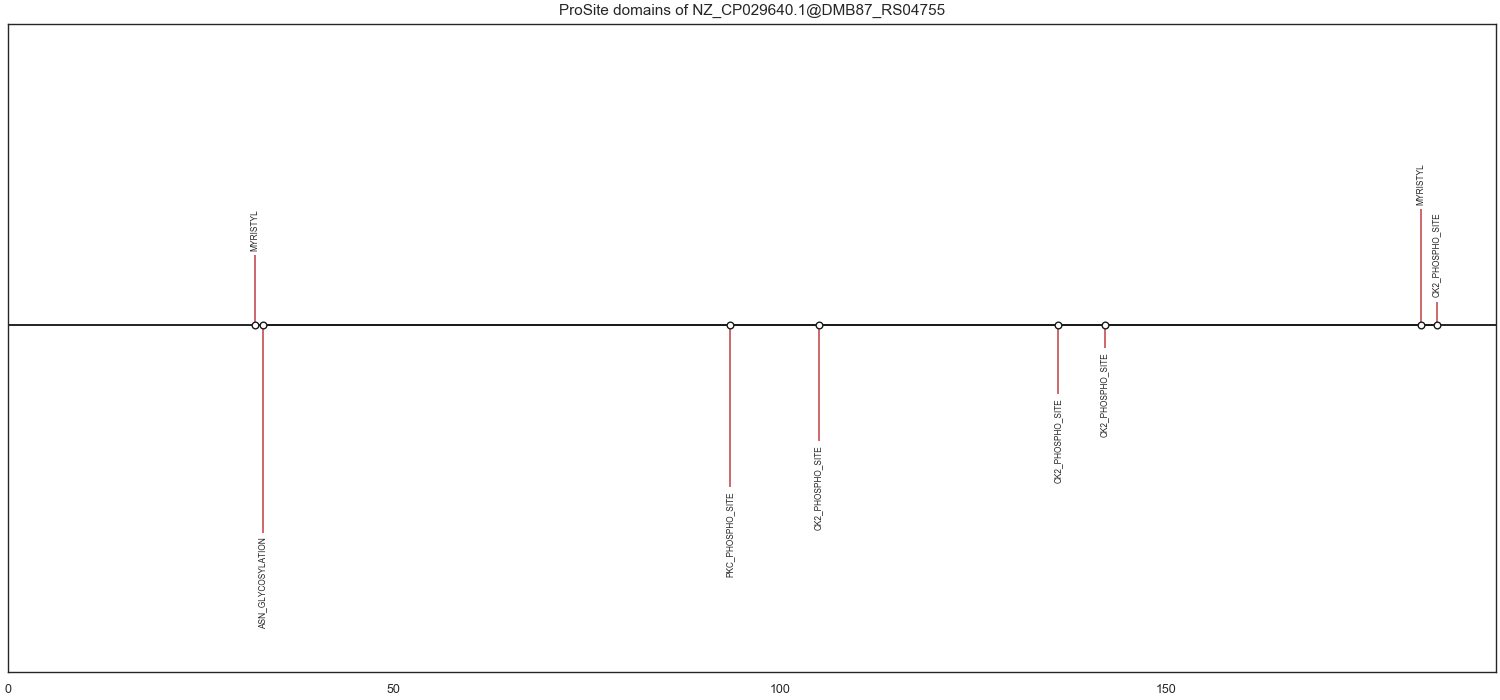 ProSite domains of NZ_CP029640.1@DMB87_RS04755
MYRISTYL
ASN_GLYCOSYLATION
PKC_PHOSPHO_SITE
CK2_PHOSPHO_SITE
CK2_PHOSPHO_SITE
CK2_PHOSPHO_SITE
MYRISTYL
CK2_PHOSPHO_SITE
0
50
100
150